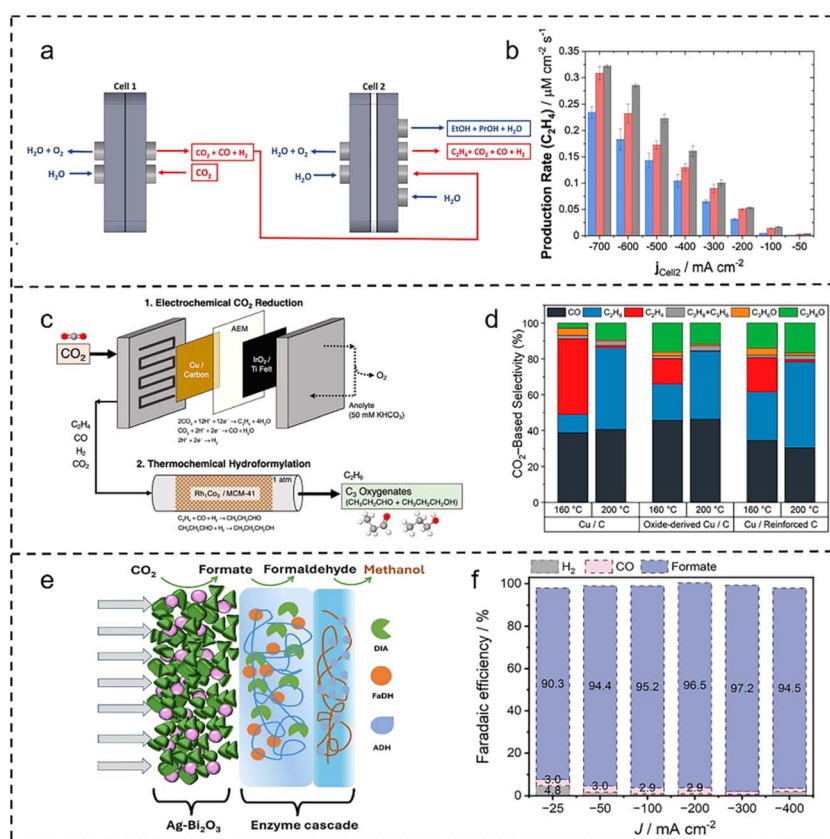 a
Cell 1
Cell 2
H₂O + O₂
H₂O
CO₂ + CO + H₂
CO₂
H₂O + O₂
H₂O
EtOH + PrOH + H₂O
C₂H₄+ CO₂ + CO + H₂
H₂O
b
Production Rate (C₂H₄) / μM cm⁻² s⁻¹
0.35
0.3
0.25
0.2
0.15
0.1
0.05
0
-700 -600 -500 -400 -300 -200 -100 -50
jCell2 / mA cm⁻²
c
1. Electrochemical CO₂ Reduction
CO₂
Cu / Carbon
AEM
IrO₂ / Ti Felt
O₂
Anolyte
(50 mM KHCO₃)
2CO₂ + 12H⁺ + 12e⁻ → C₂H₄ + 4H₂O
CO₂ + 2H⁺ + 2e⁻ → CO + H₂O
2H⁺ + 2e⁻ → H₂
C₂H₄
CO
H₂
CO₂
2. Thermochemical Hydroformylation
1 atm
Rh₁Co₃ / MCM-41
C₂H₄ + CO + H₂ → CH₃CH₂CHO
CH₃CH₂CHO + H₂ → CH₃CH₂CH₂OH
C₂H₆
C₃ Oxygenates
(CH₃CH₂CHO + CH₃CH₂CH₂OH)
d
CO C₂H₆ C₂H₄ C₃H₈+C₃H₆ C₃H₆O C₃H₈O
CO₂–Based Selectivity (%)
100
80
60
40
20
0
160 °C 200 °C 160 °C 200 °C 160 °C 200 °C
Cu / C Oxide-derived Cu / C Cu / Reinforced C
e
CO₂ Formate Formaldehyde Methanol
DIA
FaDH
ADH
Ag-Bi₂O₃
Enzyme cascade
f
H₂ CO Formate
Faradaic efficiency / %
100
80
60
40
20
0
90.3 94.4 95.2 96.5 97.2 94.5
3.0 3.0 2.9 2.9
4.8
−25 −50 −100 −200 −300 −400
J / mA cm⁻²